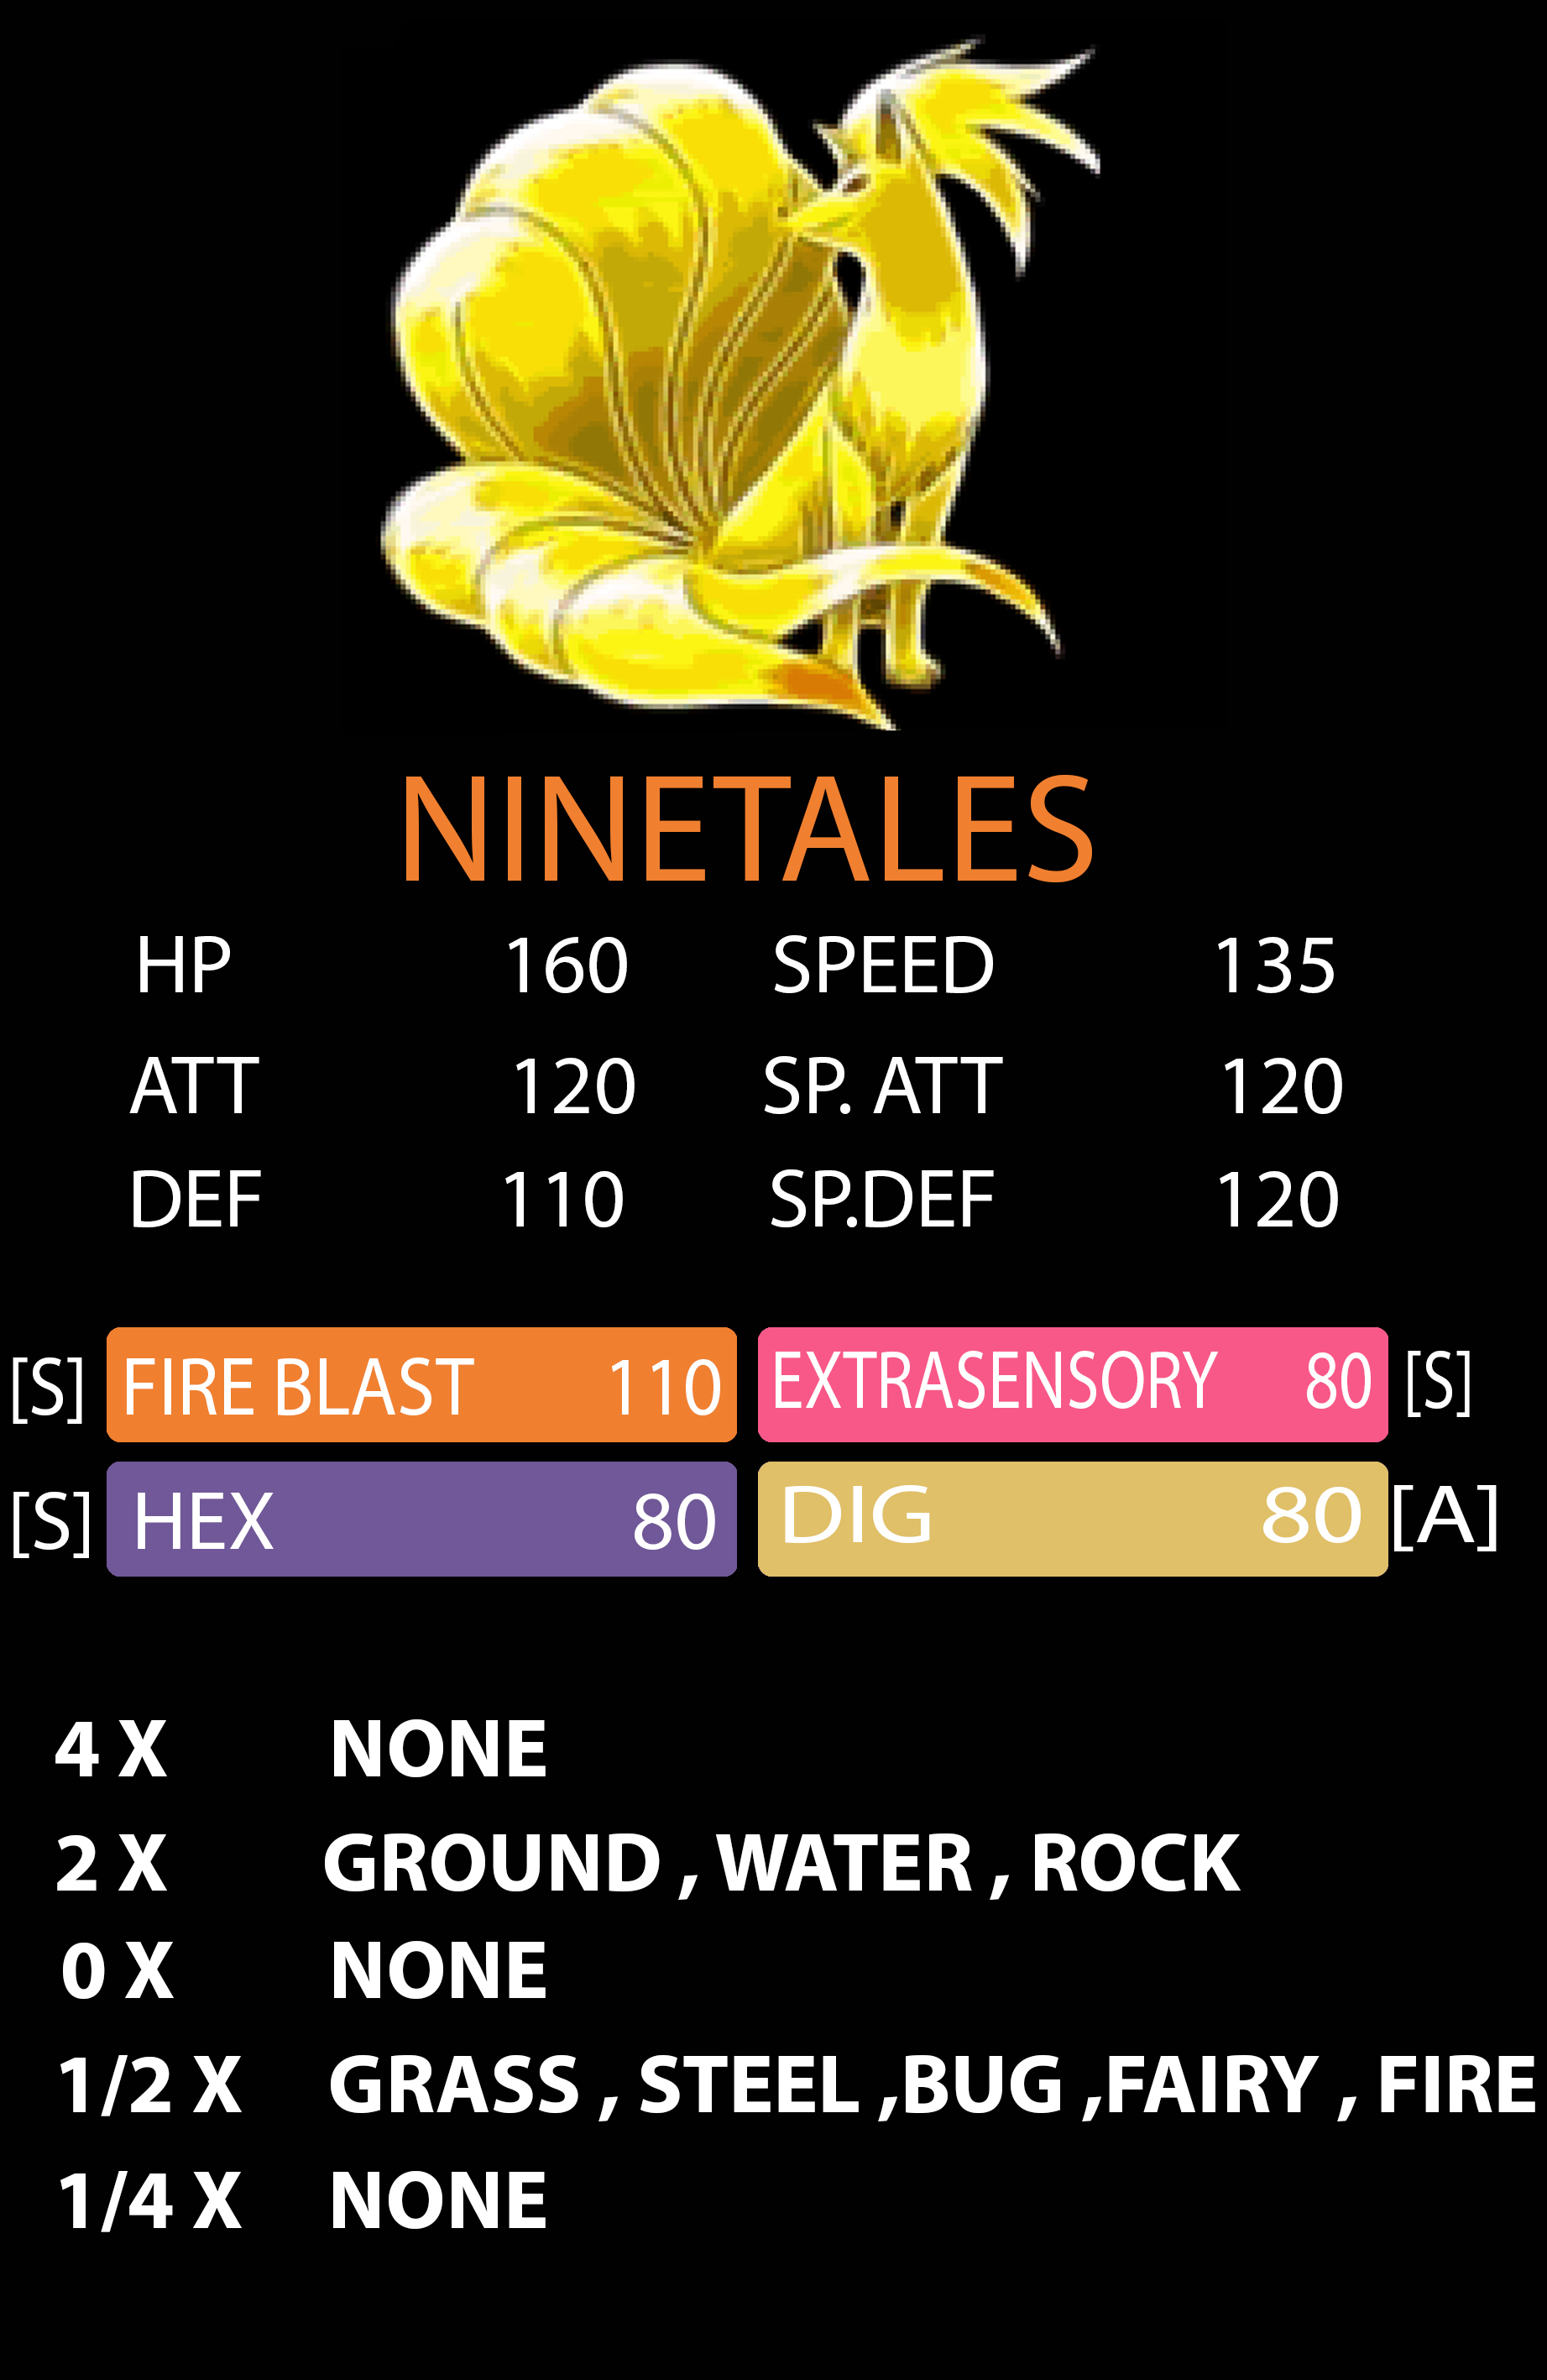 NINETALES
HP 160 SPEED 135
ATT 120 SP. ATT 120
DEF 110 SP.DEF 120
[S] FIRE BLAST 110 EXTRASENSORY 80 [S]
[S] HEX 80 DIG 80 [A]
4 X NONE
2 X GROUND , WATER , ROCK
0 X NONE
1/2 X GRASS , STEEL ,BUG ,FAIRY , FIRE
1/4 X NONE